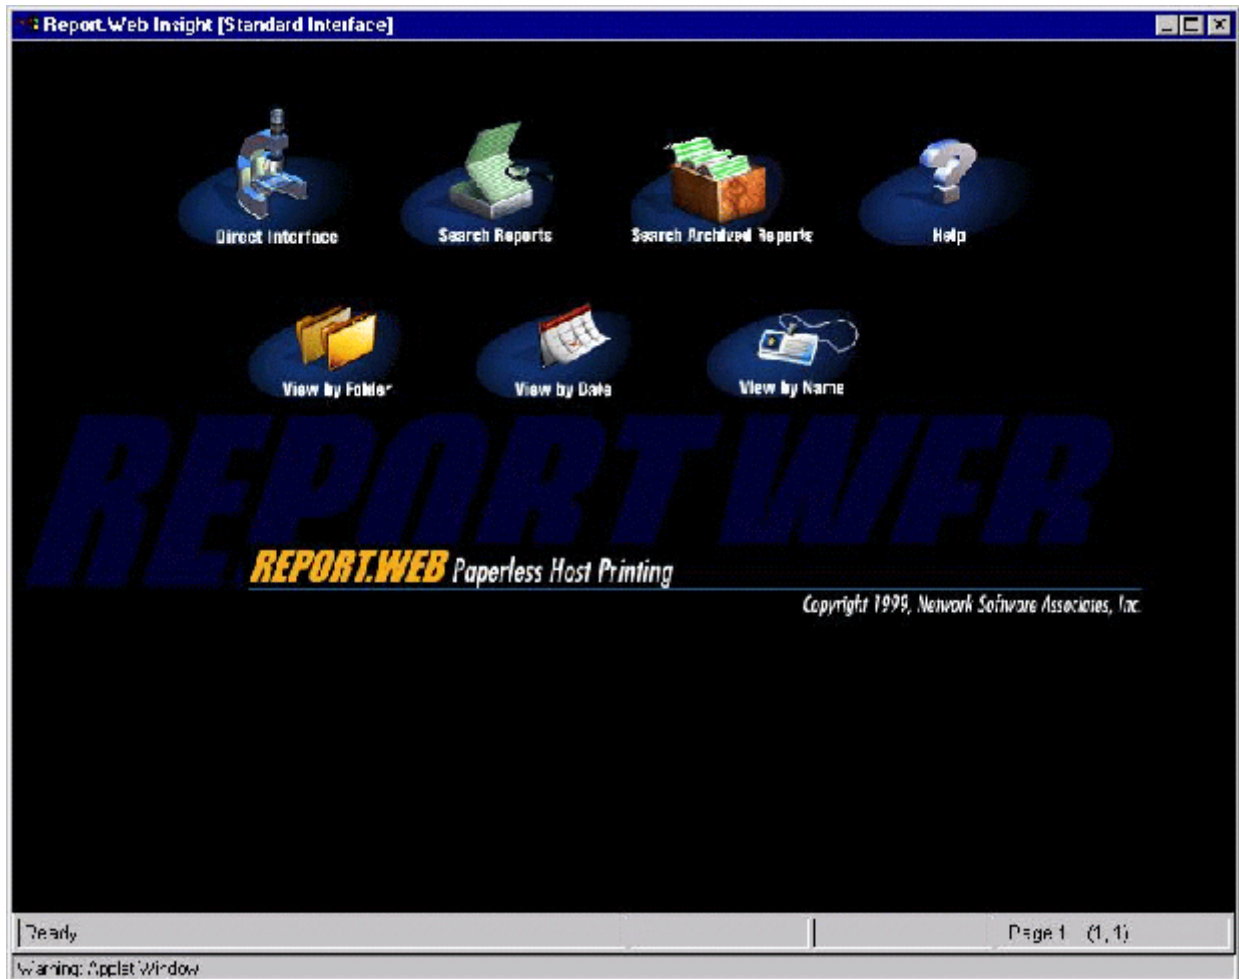 Report.Web Insight [Standard Interface]
Direct Interface
Search Reports
Search Archived Reports
Help
View by Folder
View by Date
View by Name
REPORT WEB
REPORT.WEB Paperless Host Printing
Copyright 1999, Network Software Associates, Inc.
Ready
Page 1 (1, 1)
Warning: Applet Window